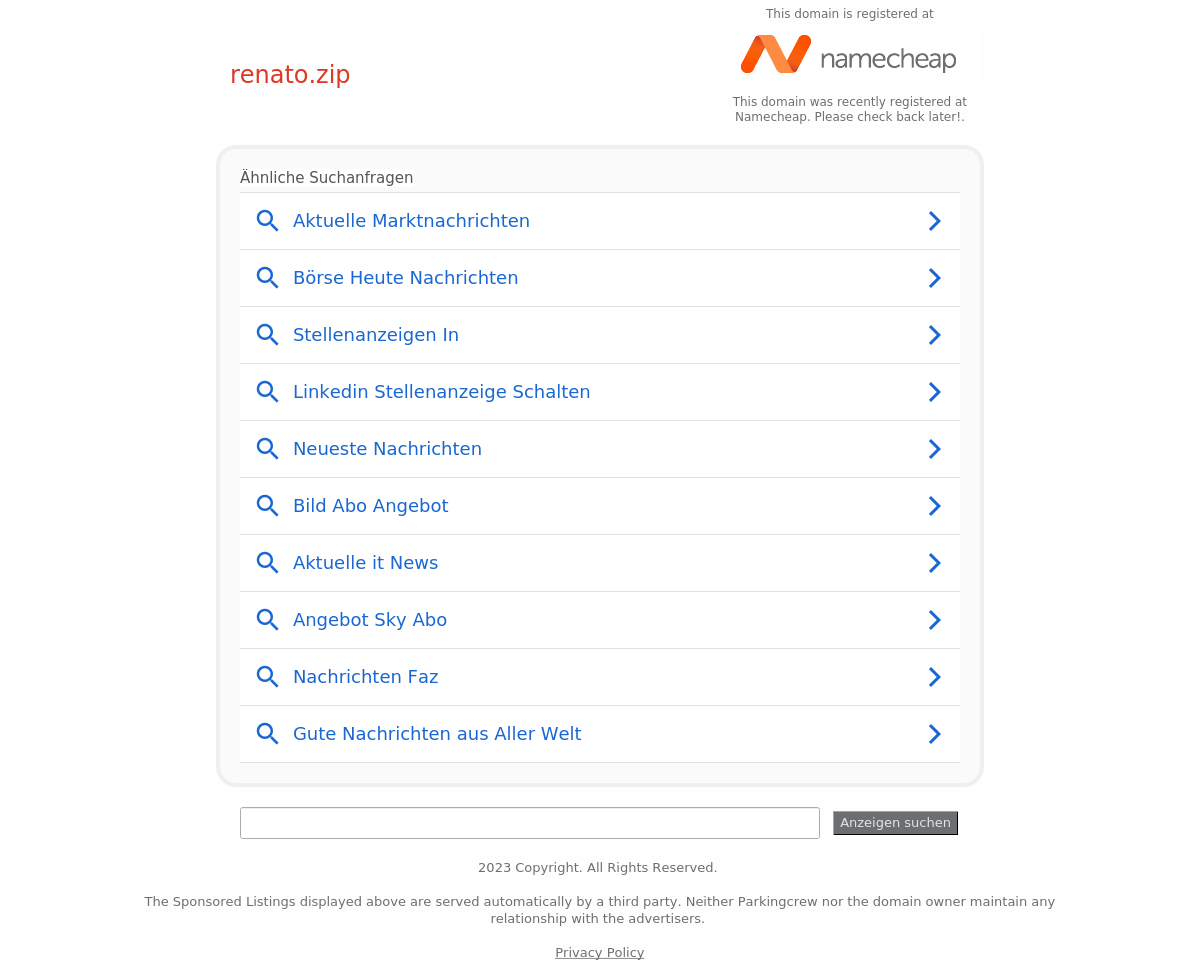 This domain is registered at
namecheap
renato.zip
This domain was recently registered at
Namecheap. Please check back later!.
Ähnliche Suchanfragen
Aktuelle Marktnachrichten
Börse Heute Nachrichten
Stellenanzeigen In
Linkedin Stellenanzeige Schalten
Neueste Nachrichten
Bild Abo Angebot
Aktuelle it News
Angebot Sky Abo
Nachrichten Faz
Gute Nachrichten aus Aller Welt
Anzeigen suchen
2023 Copyright. All Rights Reserved.
The Sponsored Listings displayed above are served automatically by a third party. Neither Parkingcrew nor the domain owner maintain any
relationship with the advertisers.
Privacy Policy